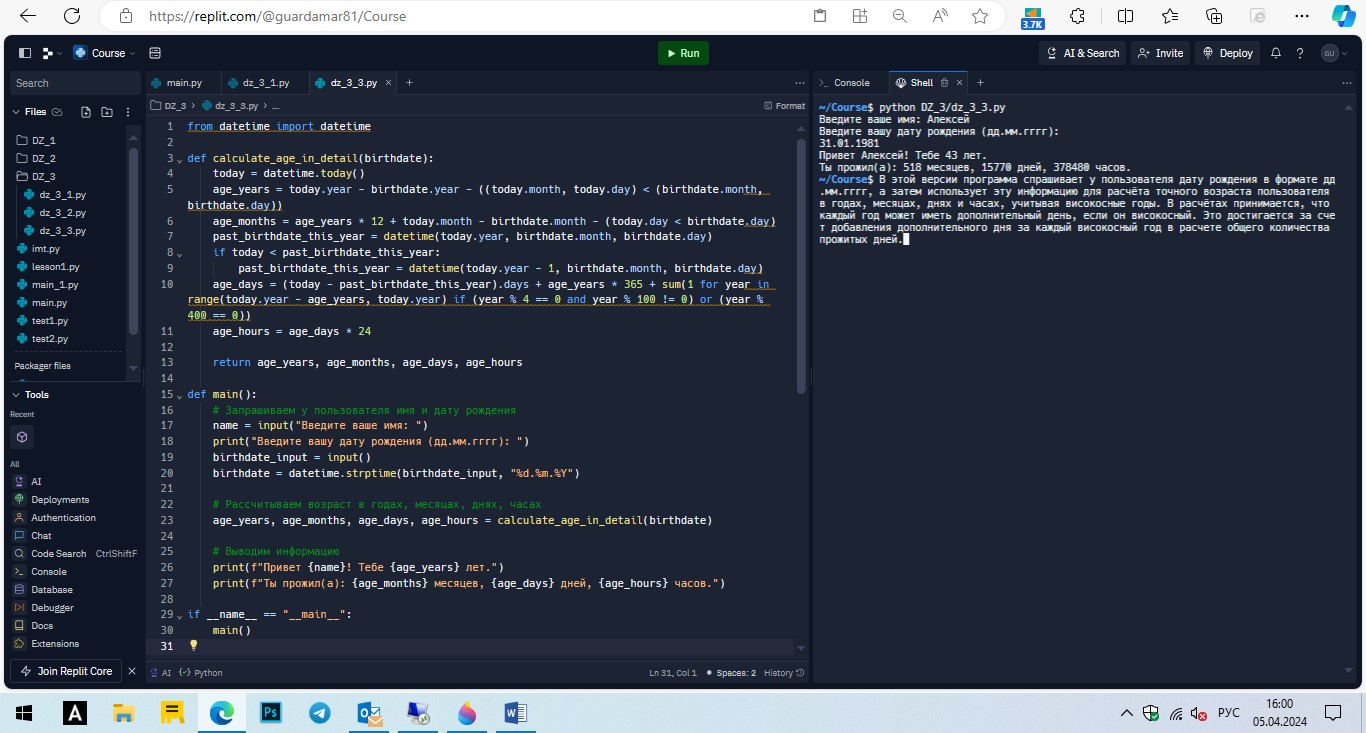 https://replit.com/@guardamar81/Course
3.7K
Course
Run
AI & Search
Invite
Deploy
?
GU
Search
Files
DZ_1
DZ_2
DZ_3
dz_3_1.py
dz_3_2.py
dz_3_3.py
imt.py
lesson1.py
main_1.py
main.py
test1.py
test2.py
Packager files
Tools
Recent
All
AI
Deployments
Authentication
Chat
Code Search CtrlShiftF
Console
Database
Debugger
Docs
Extensions
Join Replit Core
main.py
dz_3_1.py
dz_3_3.py
DZ_3 > dz_3_3.py > ...
Format
1 from datetime import datetime
2
3 def calculate_age_in_detail(birthdate):
4 today = datetime.today()
5 age_years = today.year - birthdate.year - ((today.month, today.day) < (birthdate.month,
birthdate.day))
6 age_months = age_years * 12 + today.month - birthdate.month - (today.day < birthdate.day)
7 past_birthdate_this_year = datetime(today.year, birthdate.month, birthdate.day)
8 if today < past_birthdate_this_year:
9 past_birthdate_this_year = datetime(today.year - 1, birthdate.month, birthdate.day)
10 age_days = (today - past_birthdate_this_year).days + age_years * 365 + sum(1 for year in
range(today.year - age_years, today.year) if (year % 4 == 0 and year % 100 != 0) or (year %
400 == 0))
11 age_hours = age_days * 24
12
13 return age_years, age_months, age_days, age_hours
14
15 def main():
16 # Запрашиваем у пользователя имя и дату рождения
17 name = input("Введите ваше имя: ")
18 print("Введите вашу дату рождения (дд.мм.гггг): ")
19 birthdate_input = input()
20 birthdate = datetime.strptime(birthdate_input, "%d.%m.%Y")
21
22 # Рассчитываем возраст в годах, месяцах, днях, часах
23 age_years, age_months, age_days, age_hours = calculate_age_in_detail(birthdate)
24
25 # Выводим информацию
26 print(f"Привет {name}! Тебе {age_years} лет.")
27 print(f"Ты прожил(а): {age_months} месяцев, {age_days} дней, {age_hours} часов.")
28
29 if __name__ == "__main__":
30 main()
31
AI
Python
Ln 31, Col 1
Spaces: 2
History
Console
Shell
~/Course$ python DZ_3/dz_3_3.py
Введите ваше имя: Алексей
Введите вашу дату рождения (дд.мм.гггг):
31.01.1981
Привет Алексей! Тебе 43 лет.
Ты прожил(а): 518 месяцев, 15770 дней, 378480 часов.
~/Course$ В этой версии программа спрашивает у пользователя дату рождения в формате дд
.мм.гггг, а затем использует эту информацию для расчёта точного возраста пользователя
в годах, месяцах, днях и часах, учитывая високосные годы. В расчётах принимается, что
каждый год может иметь дополнительный день, если он високосный. Это достигается за сче
т добавления дополнительного дня за каждый високосный год в расчете общего количества
прожитых дней.
A
Ps
РУС
16:00
05.04.2024